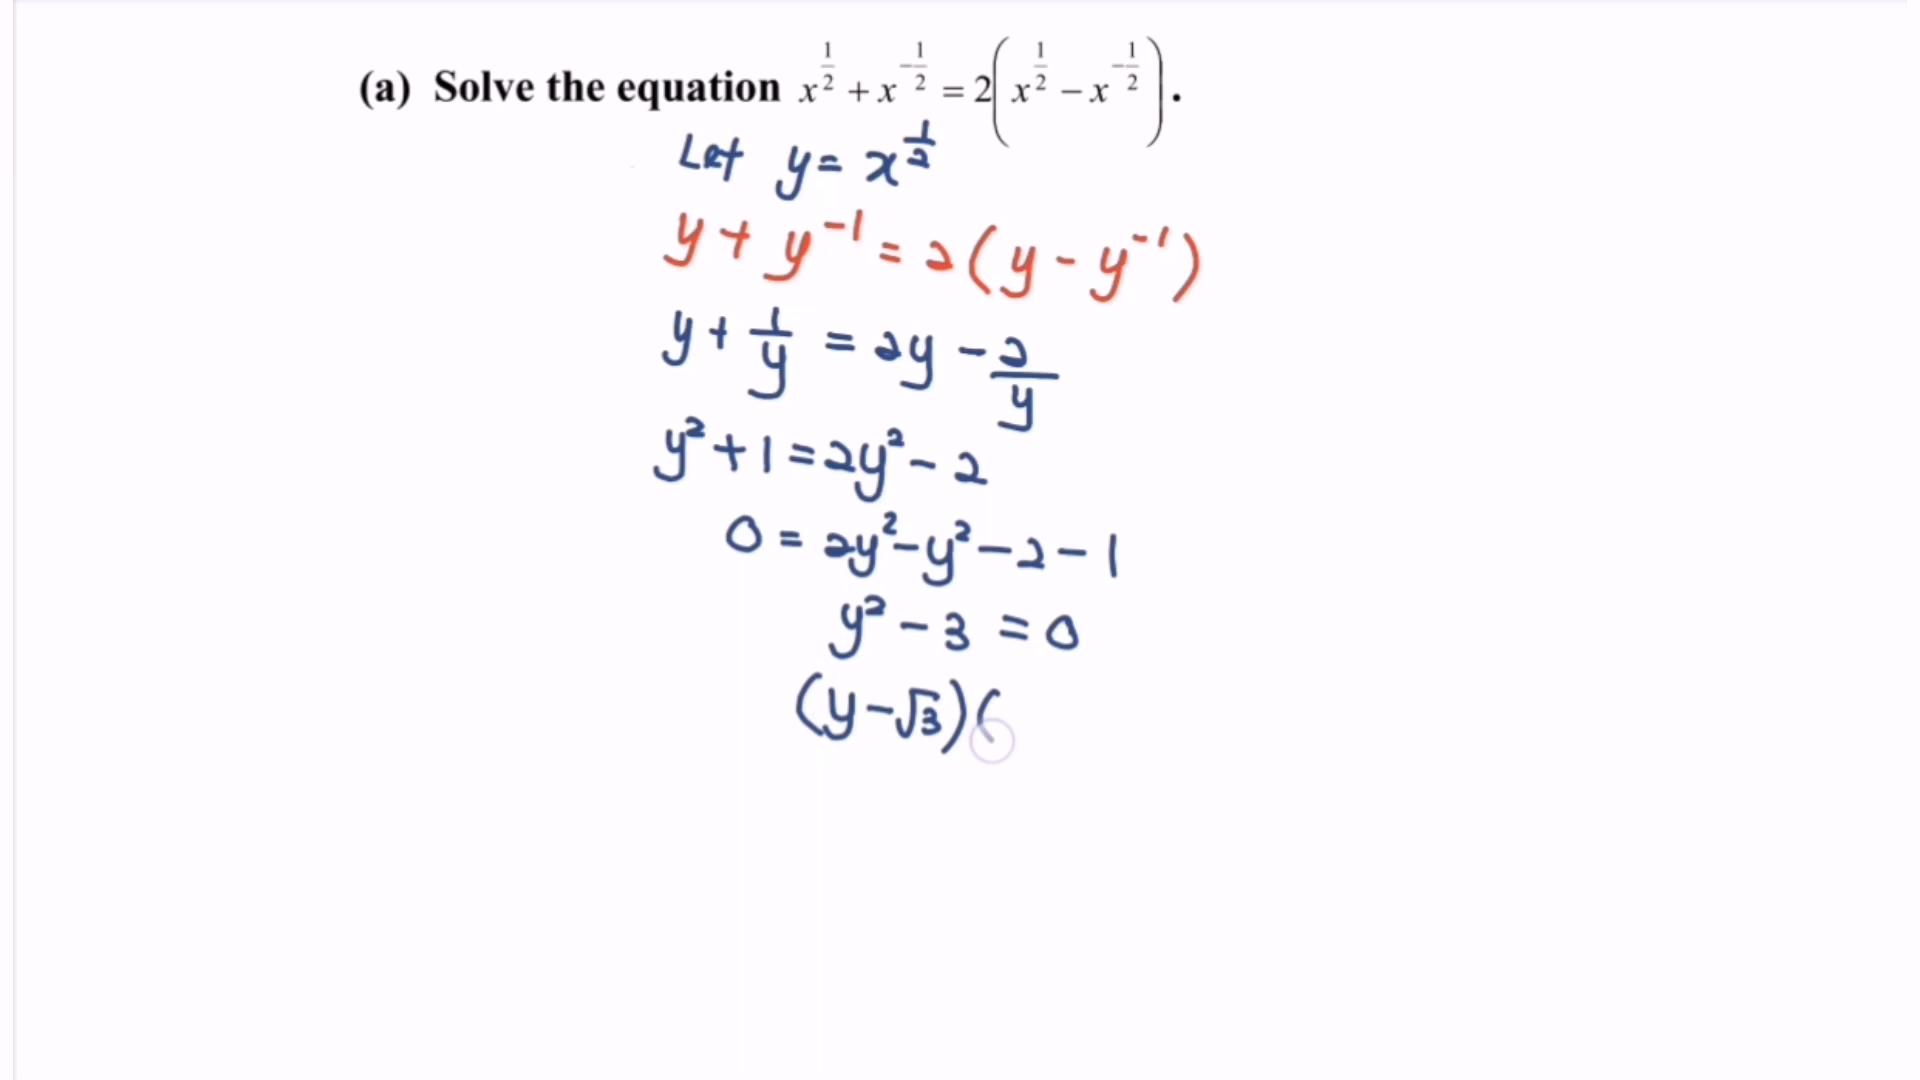 (a) Solve the equation x^{1/2} + x^{-1/2} = 2(x^{1/2} - x^{-1/2}).
Let y = x^{1/2}
y + y^{-1} = 2(y - y^{-1})
y + 1/y = 2y - 2/y
y² + 1 = 2y² - 2
0 = 2y² - y² - 2 - 1
y² - 3 = 0
(y - √3)(